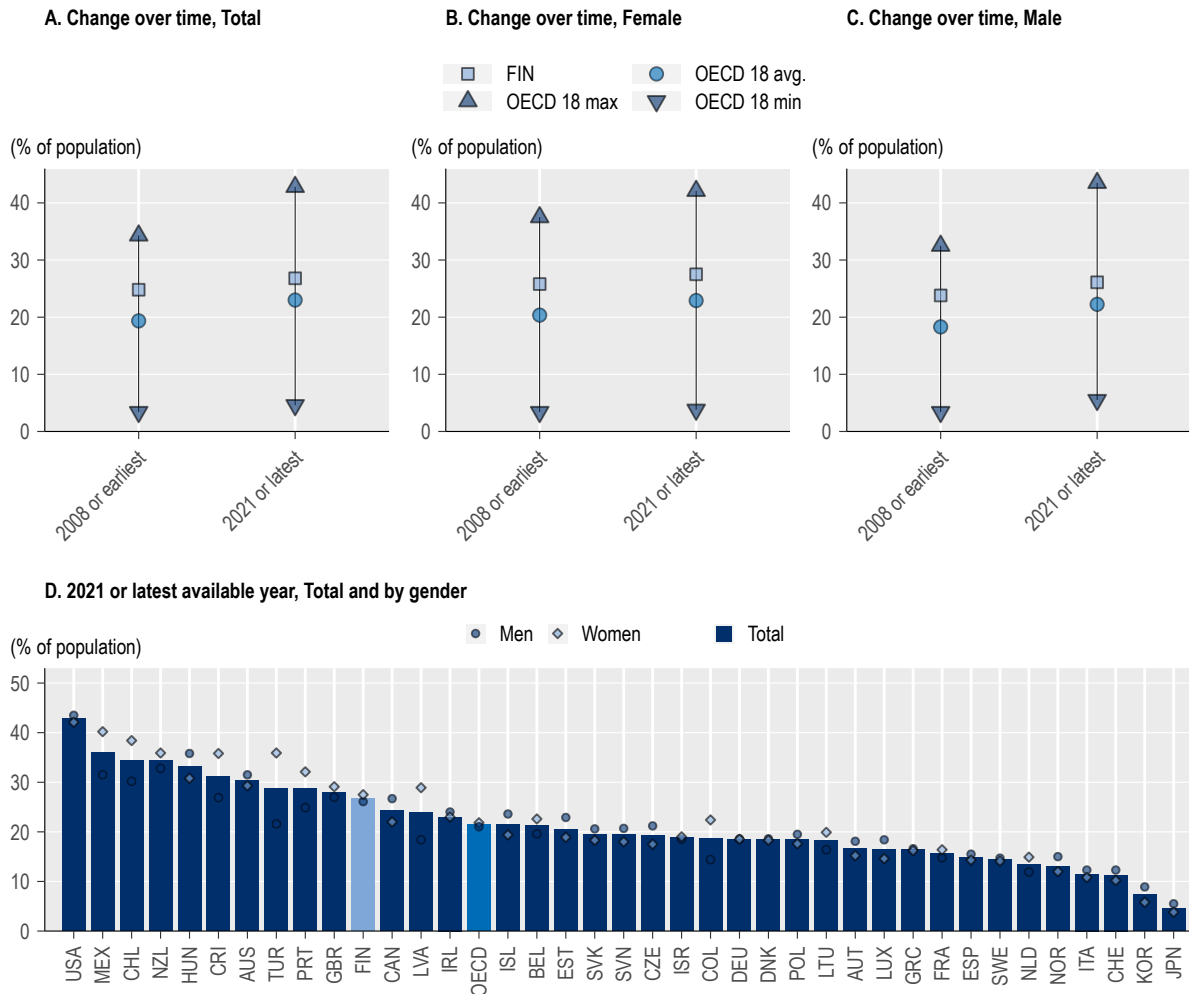 A. Change over time, Total
B. Change over time, Female
C. Change over time, Male
FIN
OECD 18 avg.
OECD 18 max
OECD 18 min
(% of population)
(% of population)
(% of population)
40
40
40
30
30
30
20
20
20
10
10
10
0
0
0
2008 or earliest
2021 or latest
2008 or earliest
2021 or latest
2008 or earliest
2021 or latest
D. 2021 or latest available year, Total and by gender
(% of population)
Men
Women
Total
50
40
30
20
10
0
USA
MEX
CHL
NZL
HUN
CRI
AUS
TUR
PRT
GBR
FIN
CAN
LVA
IRL
OECD
ISL
BEL
EST
SVK
SVN
CZE
ISR
COL
DEU
DNK
POL
LTU
AUT
LUX
GRC
FRA
ESP
SWE
NLD
NOR
ITA
CHE
KOR
JPN